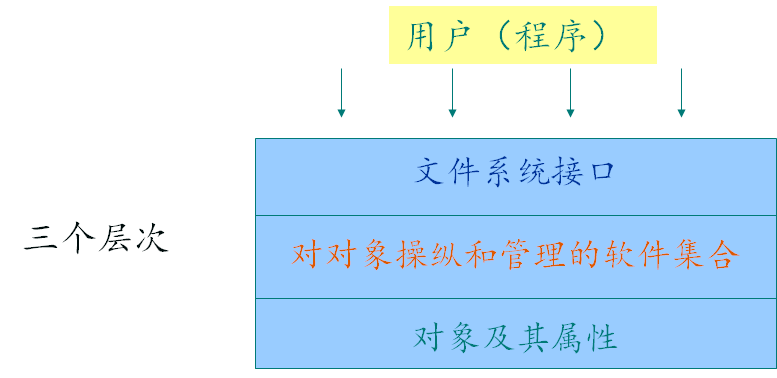 用户（程序）
文件系统接口
三个层次
对对象操纵和管理的软件集合
对象及其属性